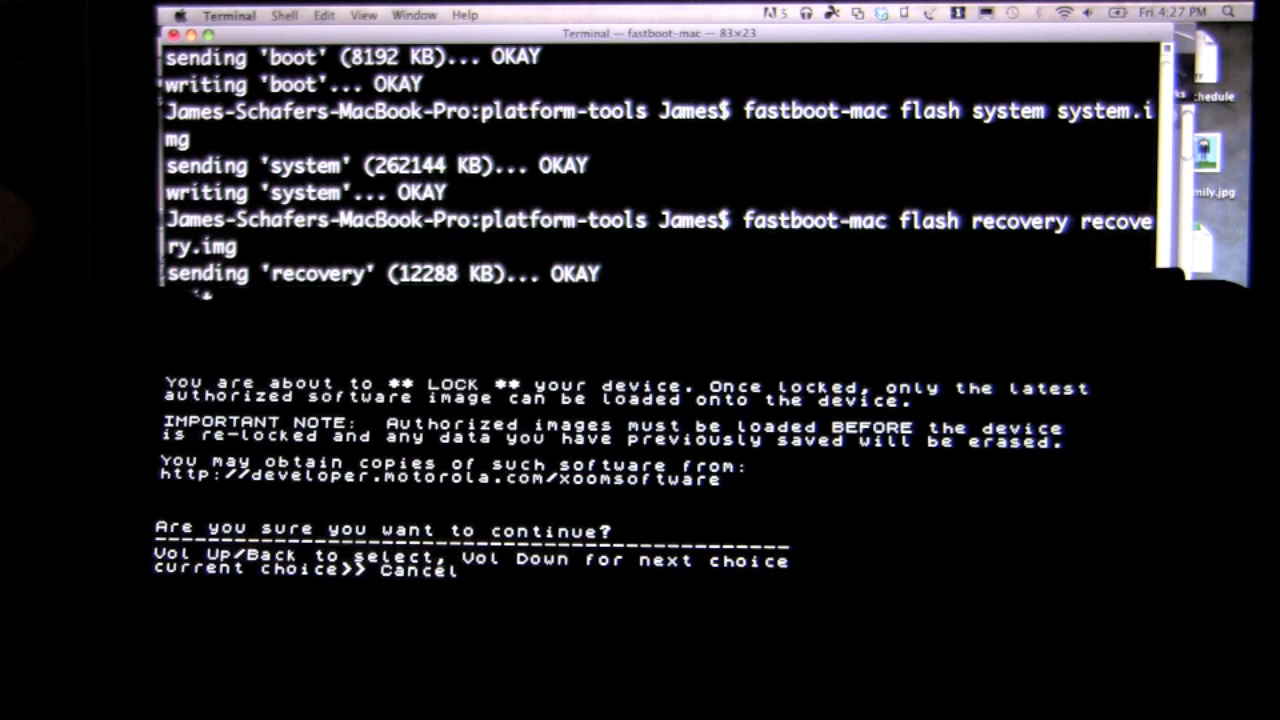 Terminal Shell Edit View Window Help
5 Fri 4:27 PM
Terminal — fastboot-mac — 83×23
sending 'boot' (8192 KB)... OKAY
writing 'boot'... OKAY
James-Schafers-MacBook-Pro:platform-tools James$ fastboot-mac flash system system.i
mg
sending 'system' (262144 KB)... OKAY
writing 'system'... OKAY
James-Schafers-MacBook-Pro:platform-tools James$ fastboot-mac flash recovery recove
ry.img
sending 'recovery' (12288 KB)... OKAY
chedule
mily.jpg
You are about to ** LOCK ** your device. Once locked, only the latest
authorized software image can be loaded onto the device.
IMPORTANT NOTE: Authorized images must be loaded BEFORE the device
is re-locked and any data you have previously saved will be erased.
You may obtain copies of such software from:
http://developer.motorola.com/xoomsoftware
Are you sure you want to continue?
Vol Up/Back to select, Vol Down for next choice
current choice>> Cancel